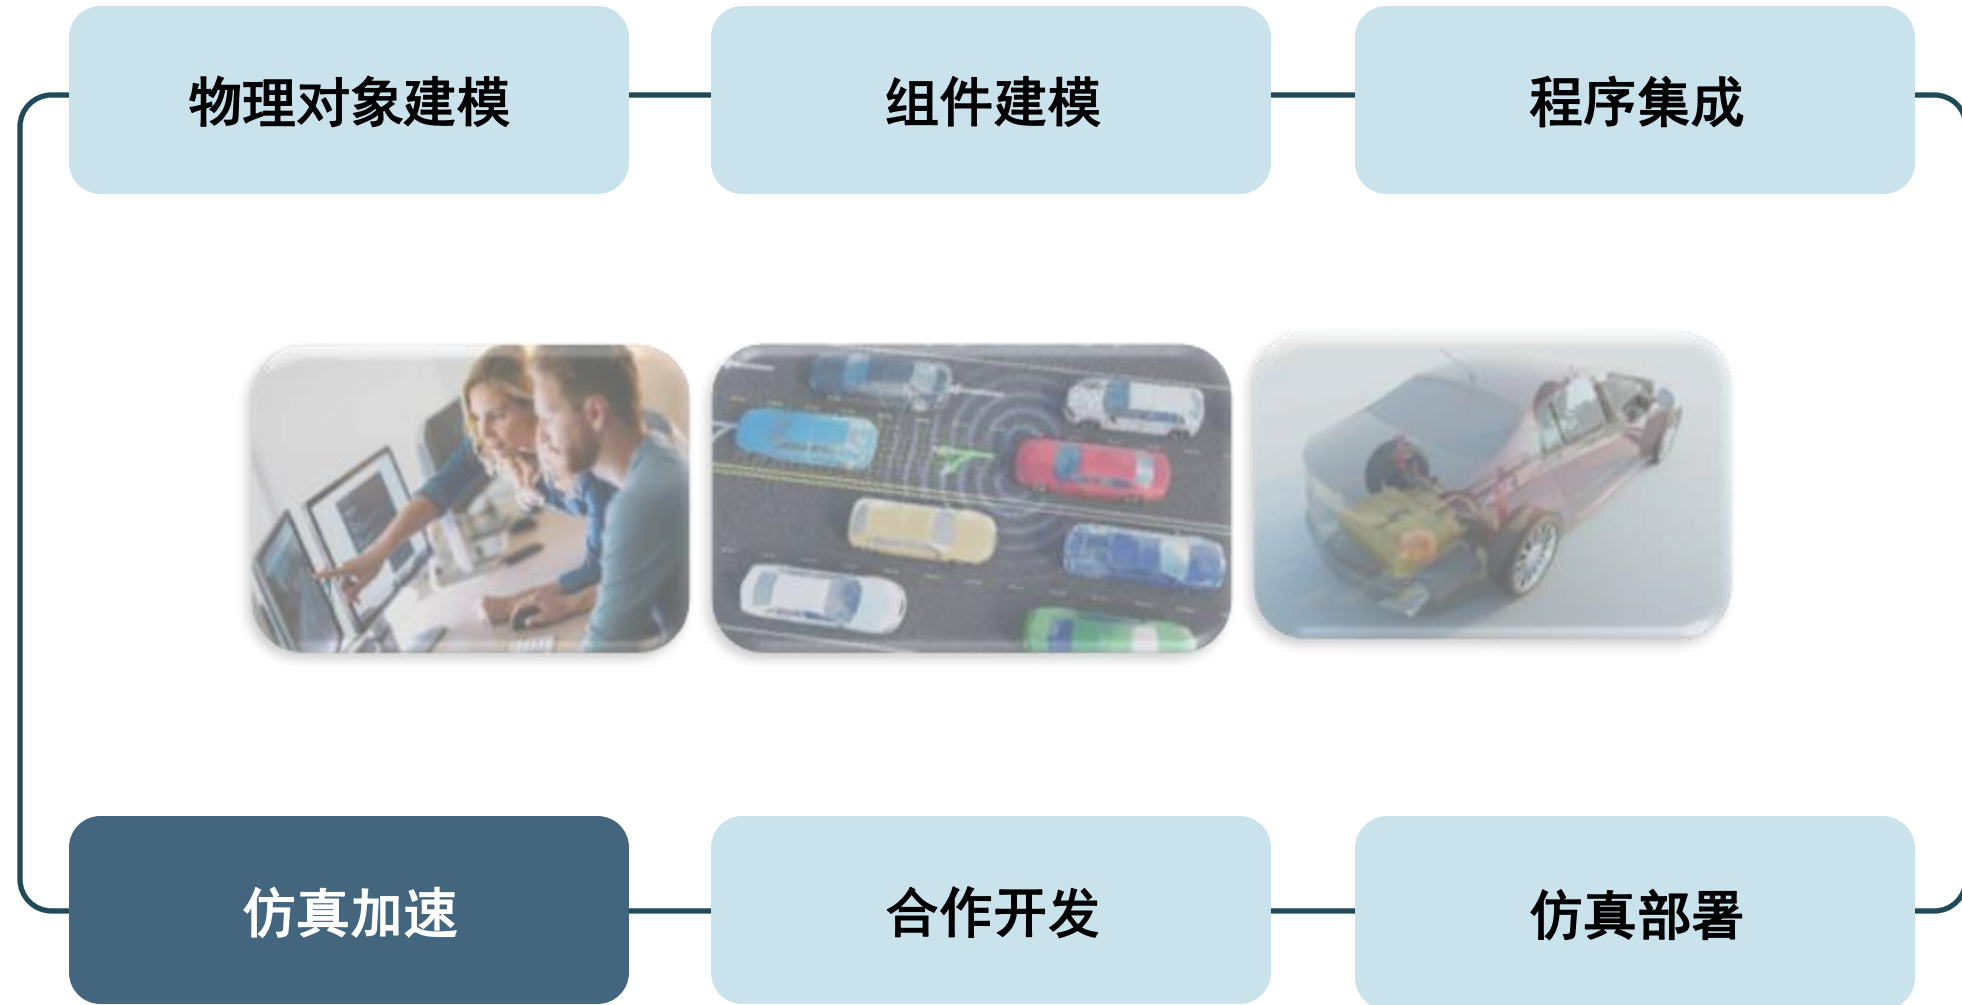 物理对象建模
组件建模
程序集成
仿真加速
合作开发
仿真部署